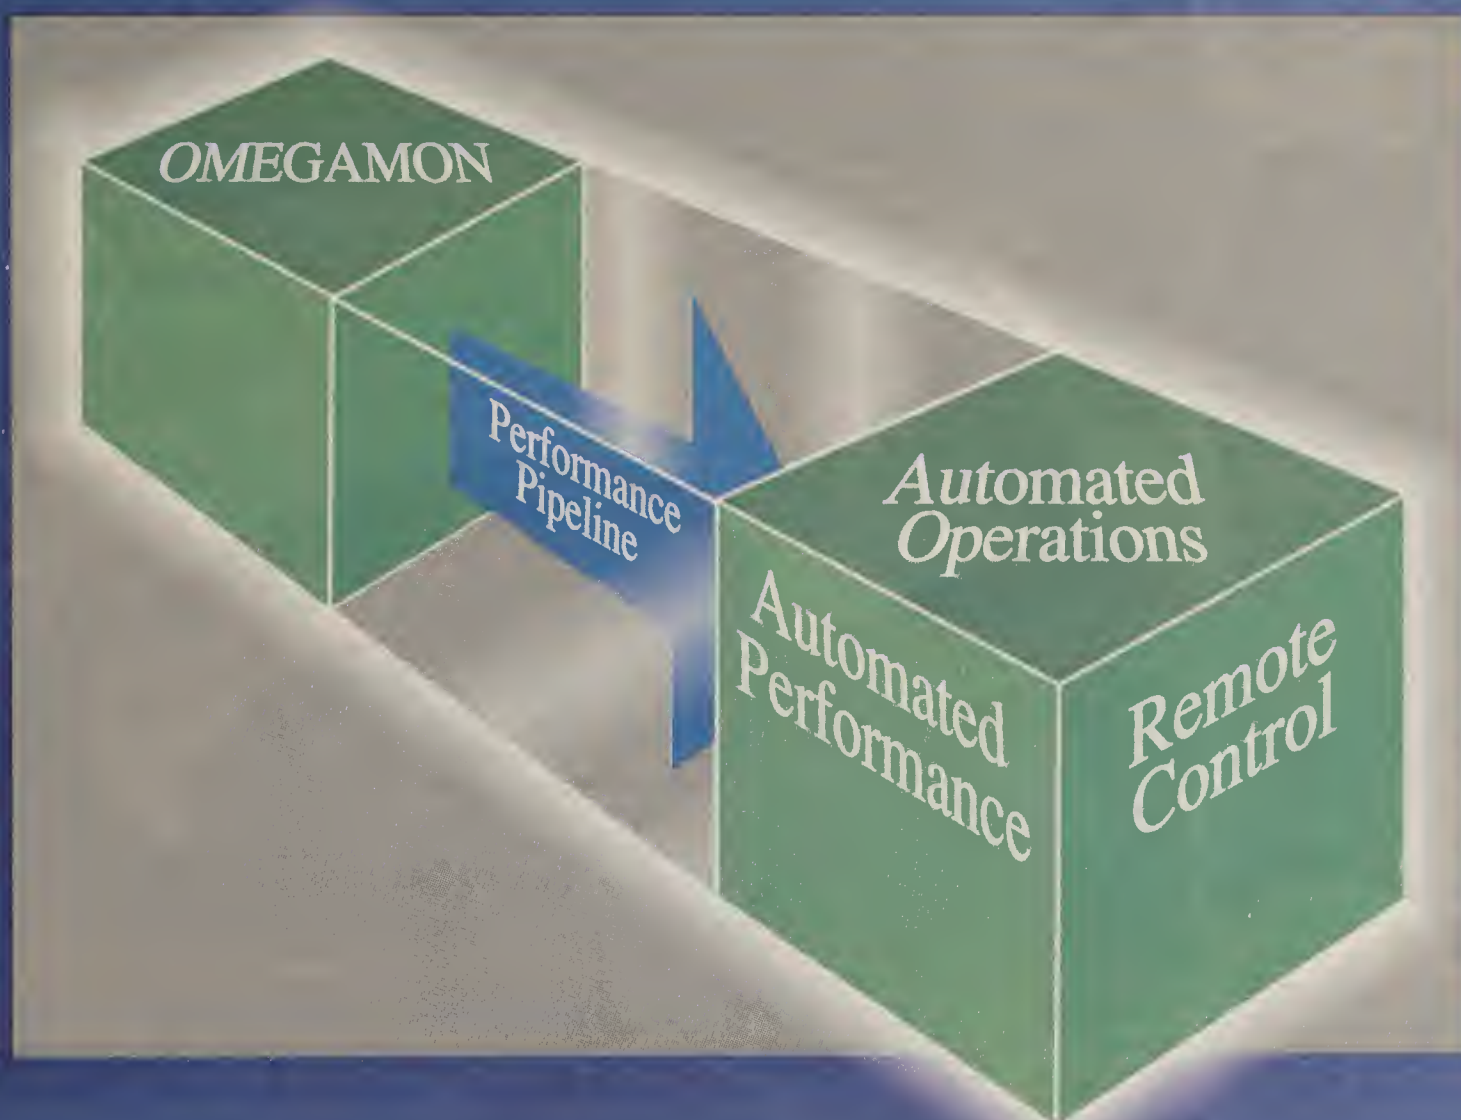 OMEGAMON
Performance
Pipeline
Automated
Operations
Automated
Performance
Remote
Control